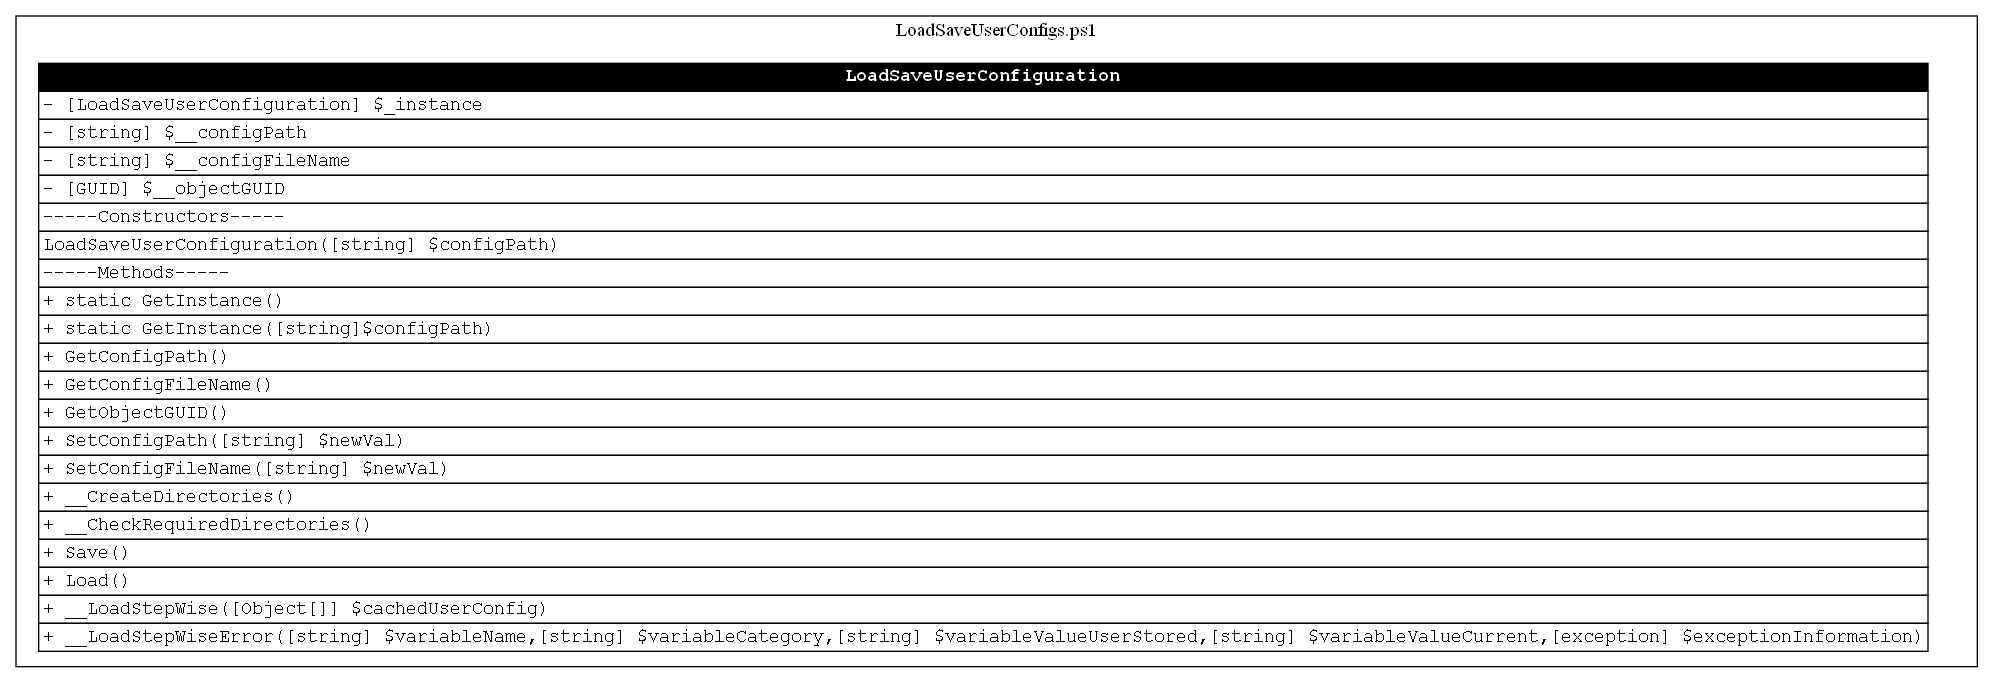 LoadSaveUserConfigs.ps1
LoadSaveUserConfiguration
- [LoadSaveUserConfiguration] $_instance
- [string] $__configPath
- [string] $__configFileName
- [GUID] $__objectGUID
-----Constructors-----
LoadSaveUserConfiguration([string] $configPath)
-----Methods-----
+ static GetInstance()
+ static GetInstance([string]$configPath)
+ GetConfigPath()
+ GetConfigFileName()
+ GetObjectGUID()
+ SetConfigPath([string] $newVal)
+ SetConfigFileName([string] $newVal)
+ __CreateDirectories()
+ __CheckRequiredDirectories()
+ Save()
+ Load()
+ __LoadStepWise([Object[]] $cachedUserConfig)
+ __LoadStepWiseError([string] $variableName,[string] $variableCategory,[string] $variableValueUserStored,[string] $variableValueCurrent,[exception] $exceptionInformation)